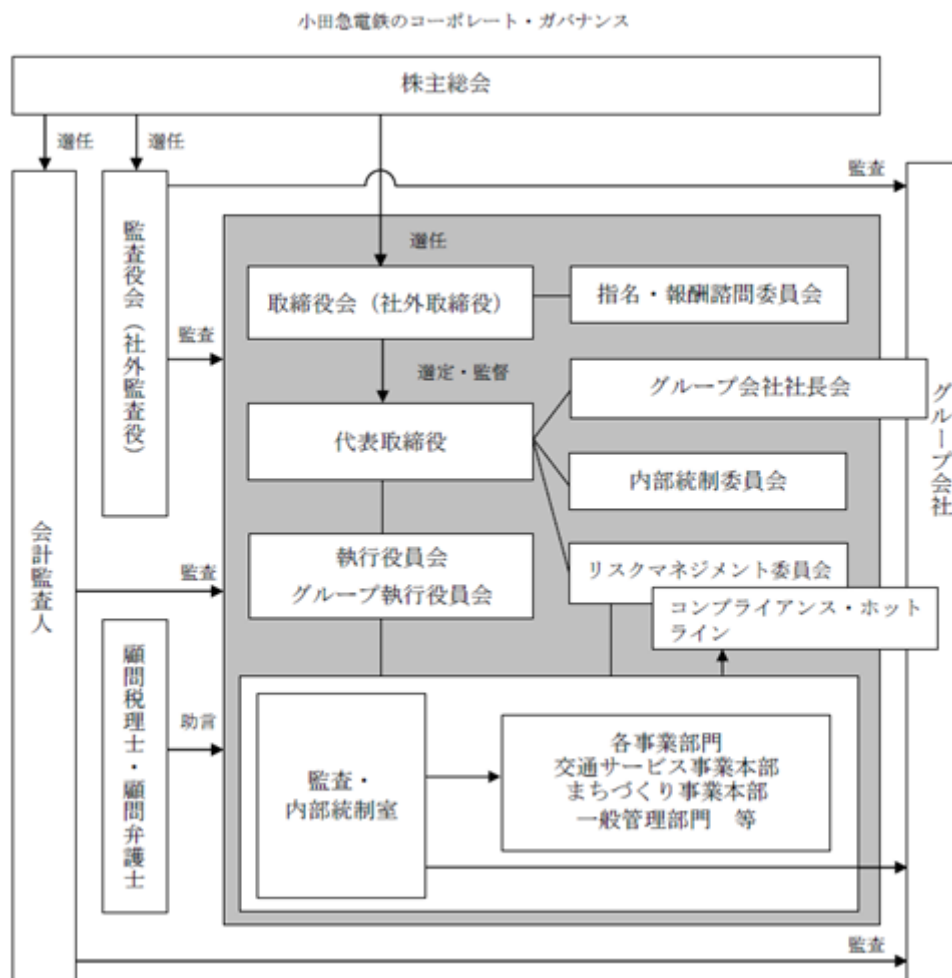 小田急電鉄のコーポレート・ガバナンス
株主総会
選任
選任
監査
監査役会（社外監査役）
選任
取締役会（社外取締役）
指名・報酬諮問委員会
監査
選定・監督
グループ会社社長会
グループ会社
代表取締役
内部統制委員会
会計監査人
監査
執行役員会
グループ執行役員会
リスクマネジメント委員会
コンプライアンス・ホット
ライン
顧問税理士・顧問弁護士
助言
監査・
内部統制室
各事業部門
交通サービス事業本部
まちづくり事業本部
一般管理部門　等
監査